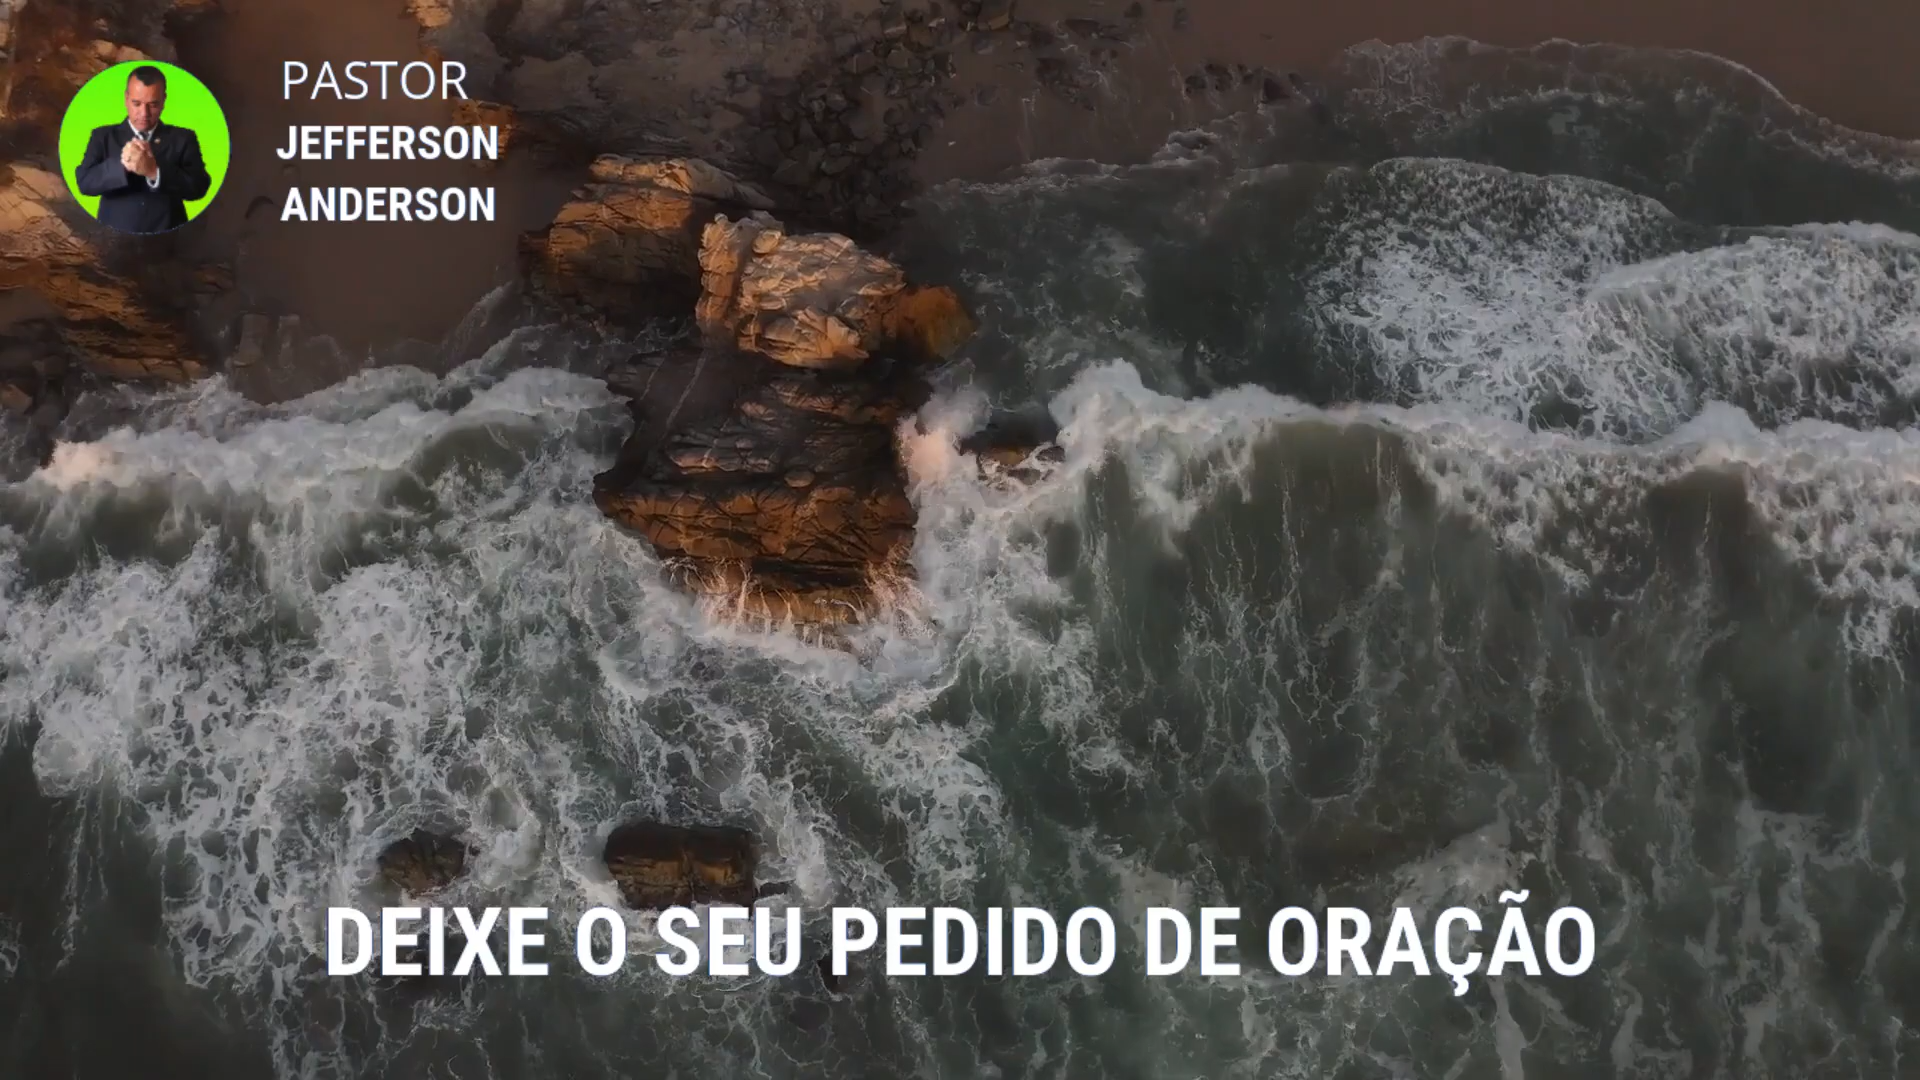 PASTOR
JEFFERSON
ANDERSON
DEIXE O SEU PEDIDO DE ORAÇÃO